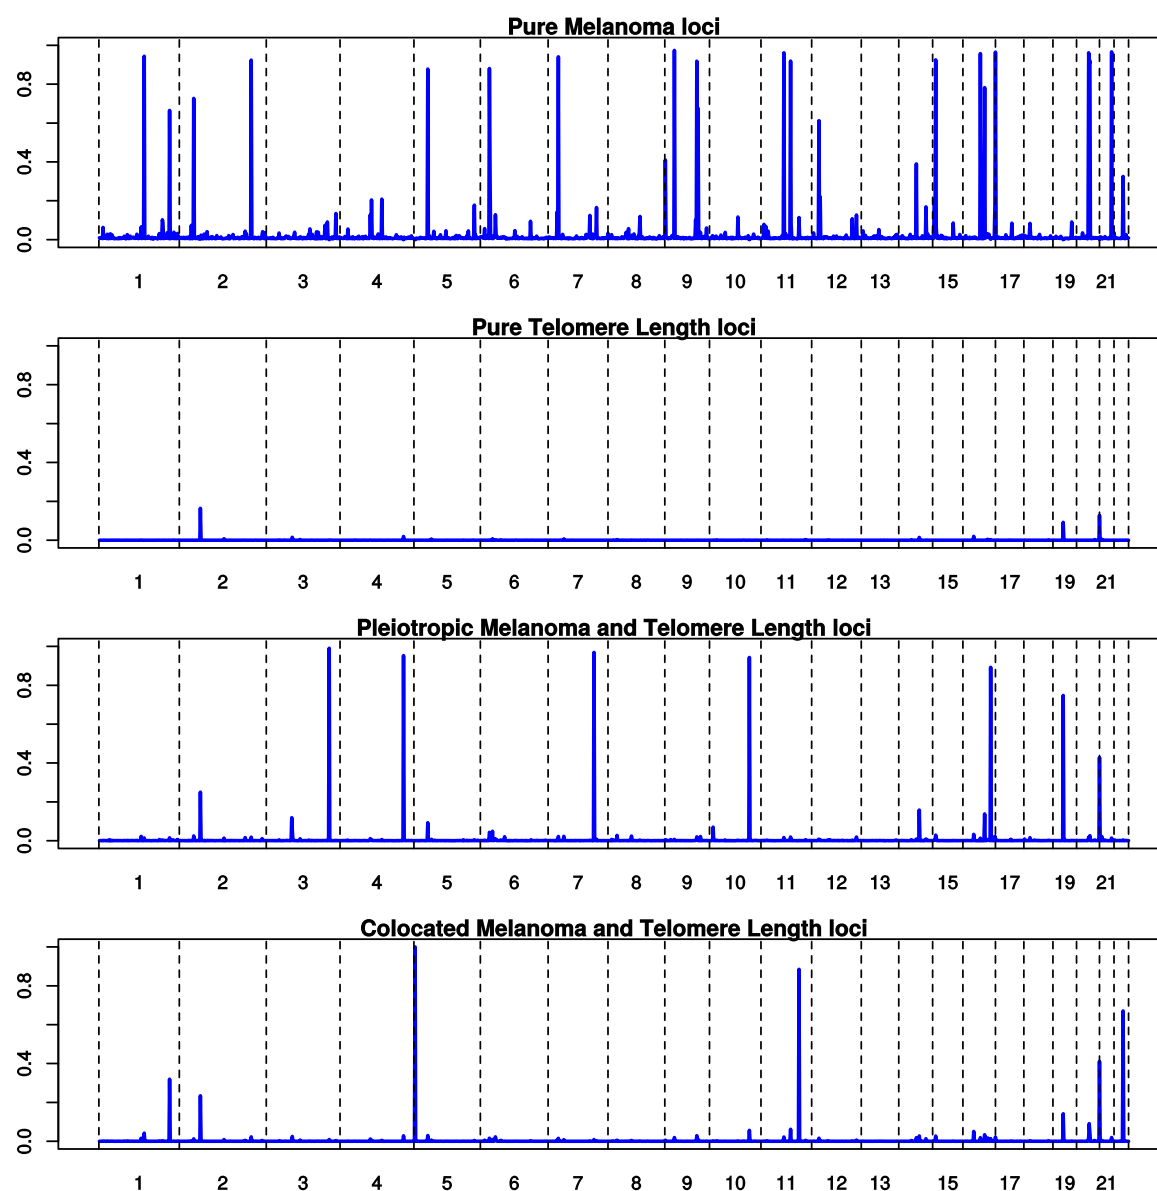 Pure Melanoma loci
0.8
0.4
0.0
1 2 3 4 5 6 7 8 9 10 11 12 13 15 17 19 21
Pure Telomere Length loci
0.8
0.4
0.0
1 2 3 4 5 6 7 8 9 10 11 12 13 15 17 19 21
Pleiotropic Melanoma and Telomere Length loci
0.8
0.4
0.0
1 2 3 4 5 6 7 8 9 10 11 12 13 15 17 19 21
Colocated Melanoma and Telomere Length loci
0.8
0.4
0.0
1 2 3 4 5 6 7 8 9 10 11 12 13 15 17 19 21